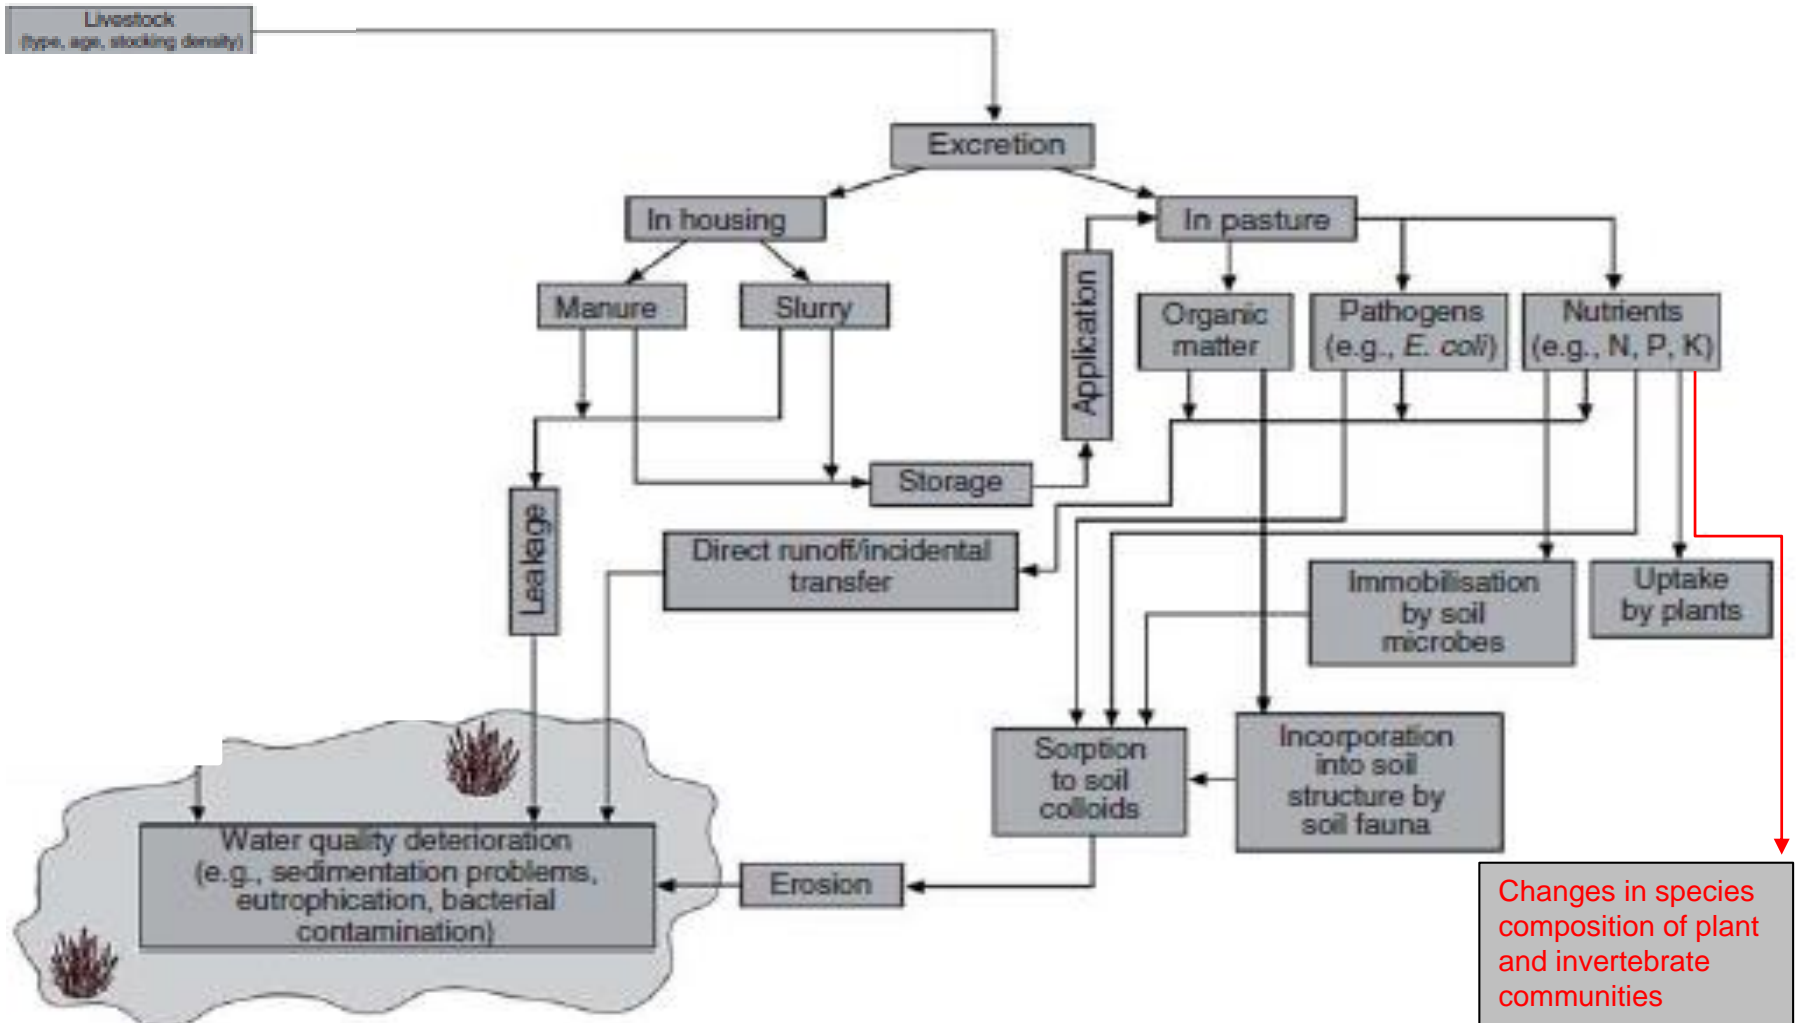 Livestock
(type, age, stocking density)
Excretion
In housing
In pasture
Manure
Slurry
Application
Organic
matter
Pathogens
(e.g., E. coli)
Nutrients
(e.g., N, P, K)
Storage
Leakage
Direct runoff/incidental
transfer
Immobilisation
by soil
microbes
Uptake
by plants
Sorption
to soil
colloids
Incorporation
into soil
structure by
soil fauna
Water quality deterioration
(e.g., sedimentation problems,
eutrophication, bacterial
contamination)
Erosion
Changes in species
composition of plant
and invertebrate
communities